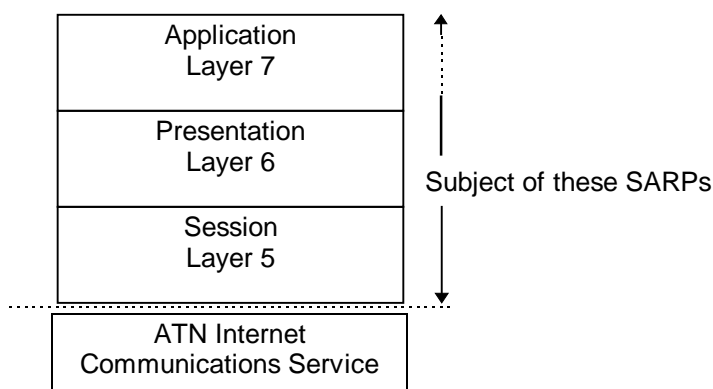 Application
Layer 7
Presentation
Layer 6
Subject of these SARPs
Session
Layer 5
ATN Internet
Communications Service